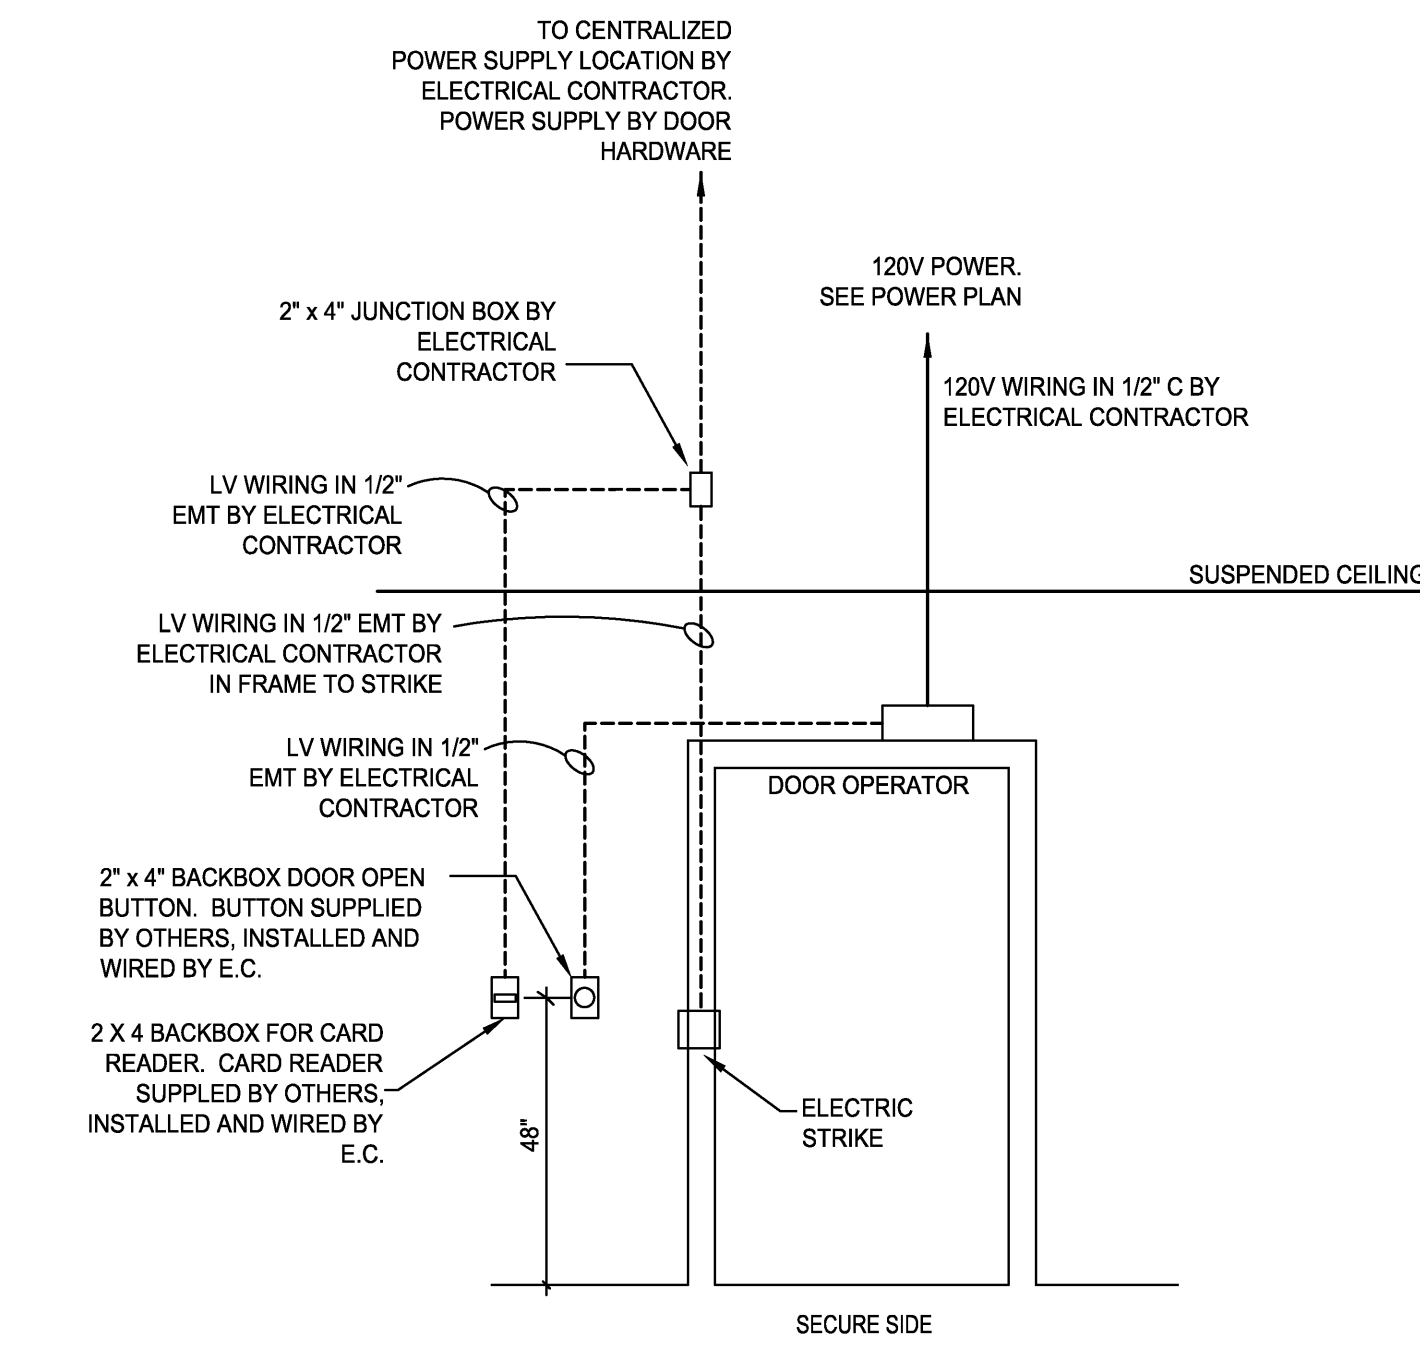 TO CENTRALIZED
POWER SUPPLY LOCATION BY
ELECTRICAL CONTRACTOR.
POWER SUPPLY BY DOOR
HARDWARE
120V POWER.
SEE POWER PLAN
2" x 4" JUNCTION BOX BY
ELECTRICAL
CONTRACTOR
120V WIRING IN 1/2" C BY
ELECTRICAL CONTRACTOR
LV WIRING IN 1/2"
EMT BY ELECTRICAL
CONTRACTOR
SUSPENDED CEILING
LV WIRING IN 1/2" EMT BY
ELECTRICAL CONTRACTOR
IN FRAME TO STRIKE
LV WIRING IN 1/2"
EMT BY ELECTRICAL
CONTRACTOR
DOOR OPERATOR
2" x 4" BACKBOX DOOR OPEN
BUTTON.  BUTTON SUPPLIED
BY OTHERS, INSTALLED AND
WIRED BY E.C.
2 X 4 BACKBOX FOR CARD
READER.  CARD READER
SUPPLED BY OTHERS,
INSTALLED AND WIRED BY
E.C.
48"
ELECTRIC
STRIKE
SECURE SIDE